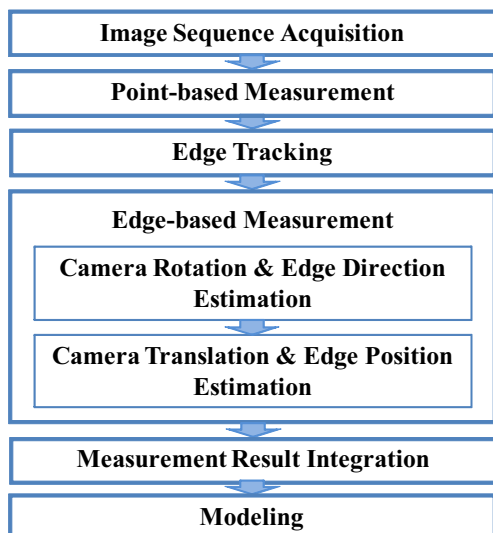 Image Sequence Acquisition
Point-based Measurement
Edge Tracking
Edge-based Measurement
Camera Rotation & Edge Direction
Estimation
Camera Translation & Edge Position
Estimation
Measurement Result Integration
Modeling